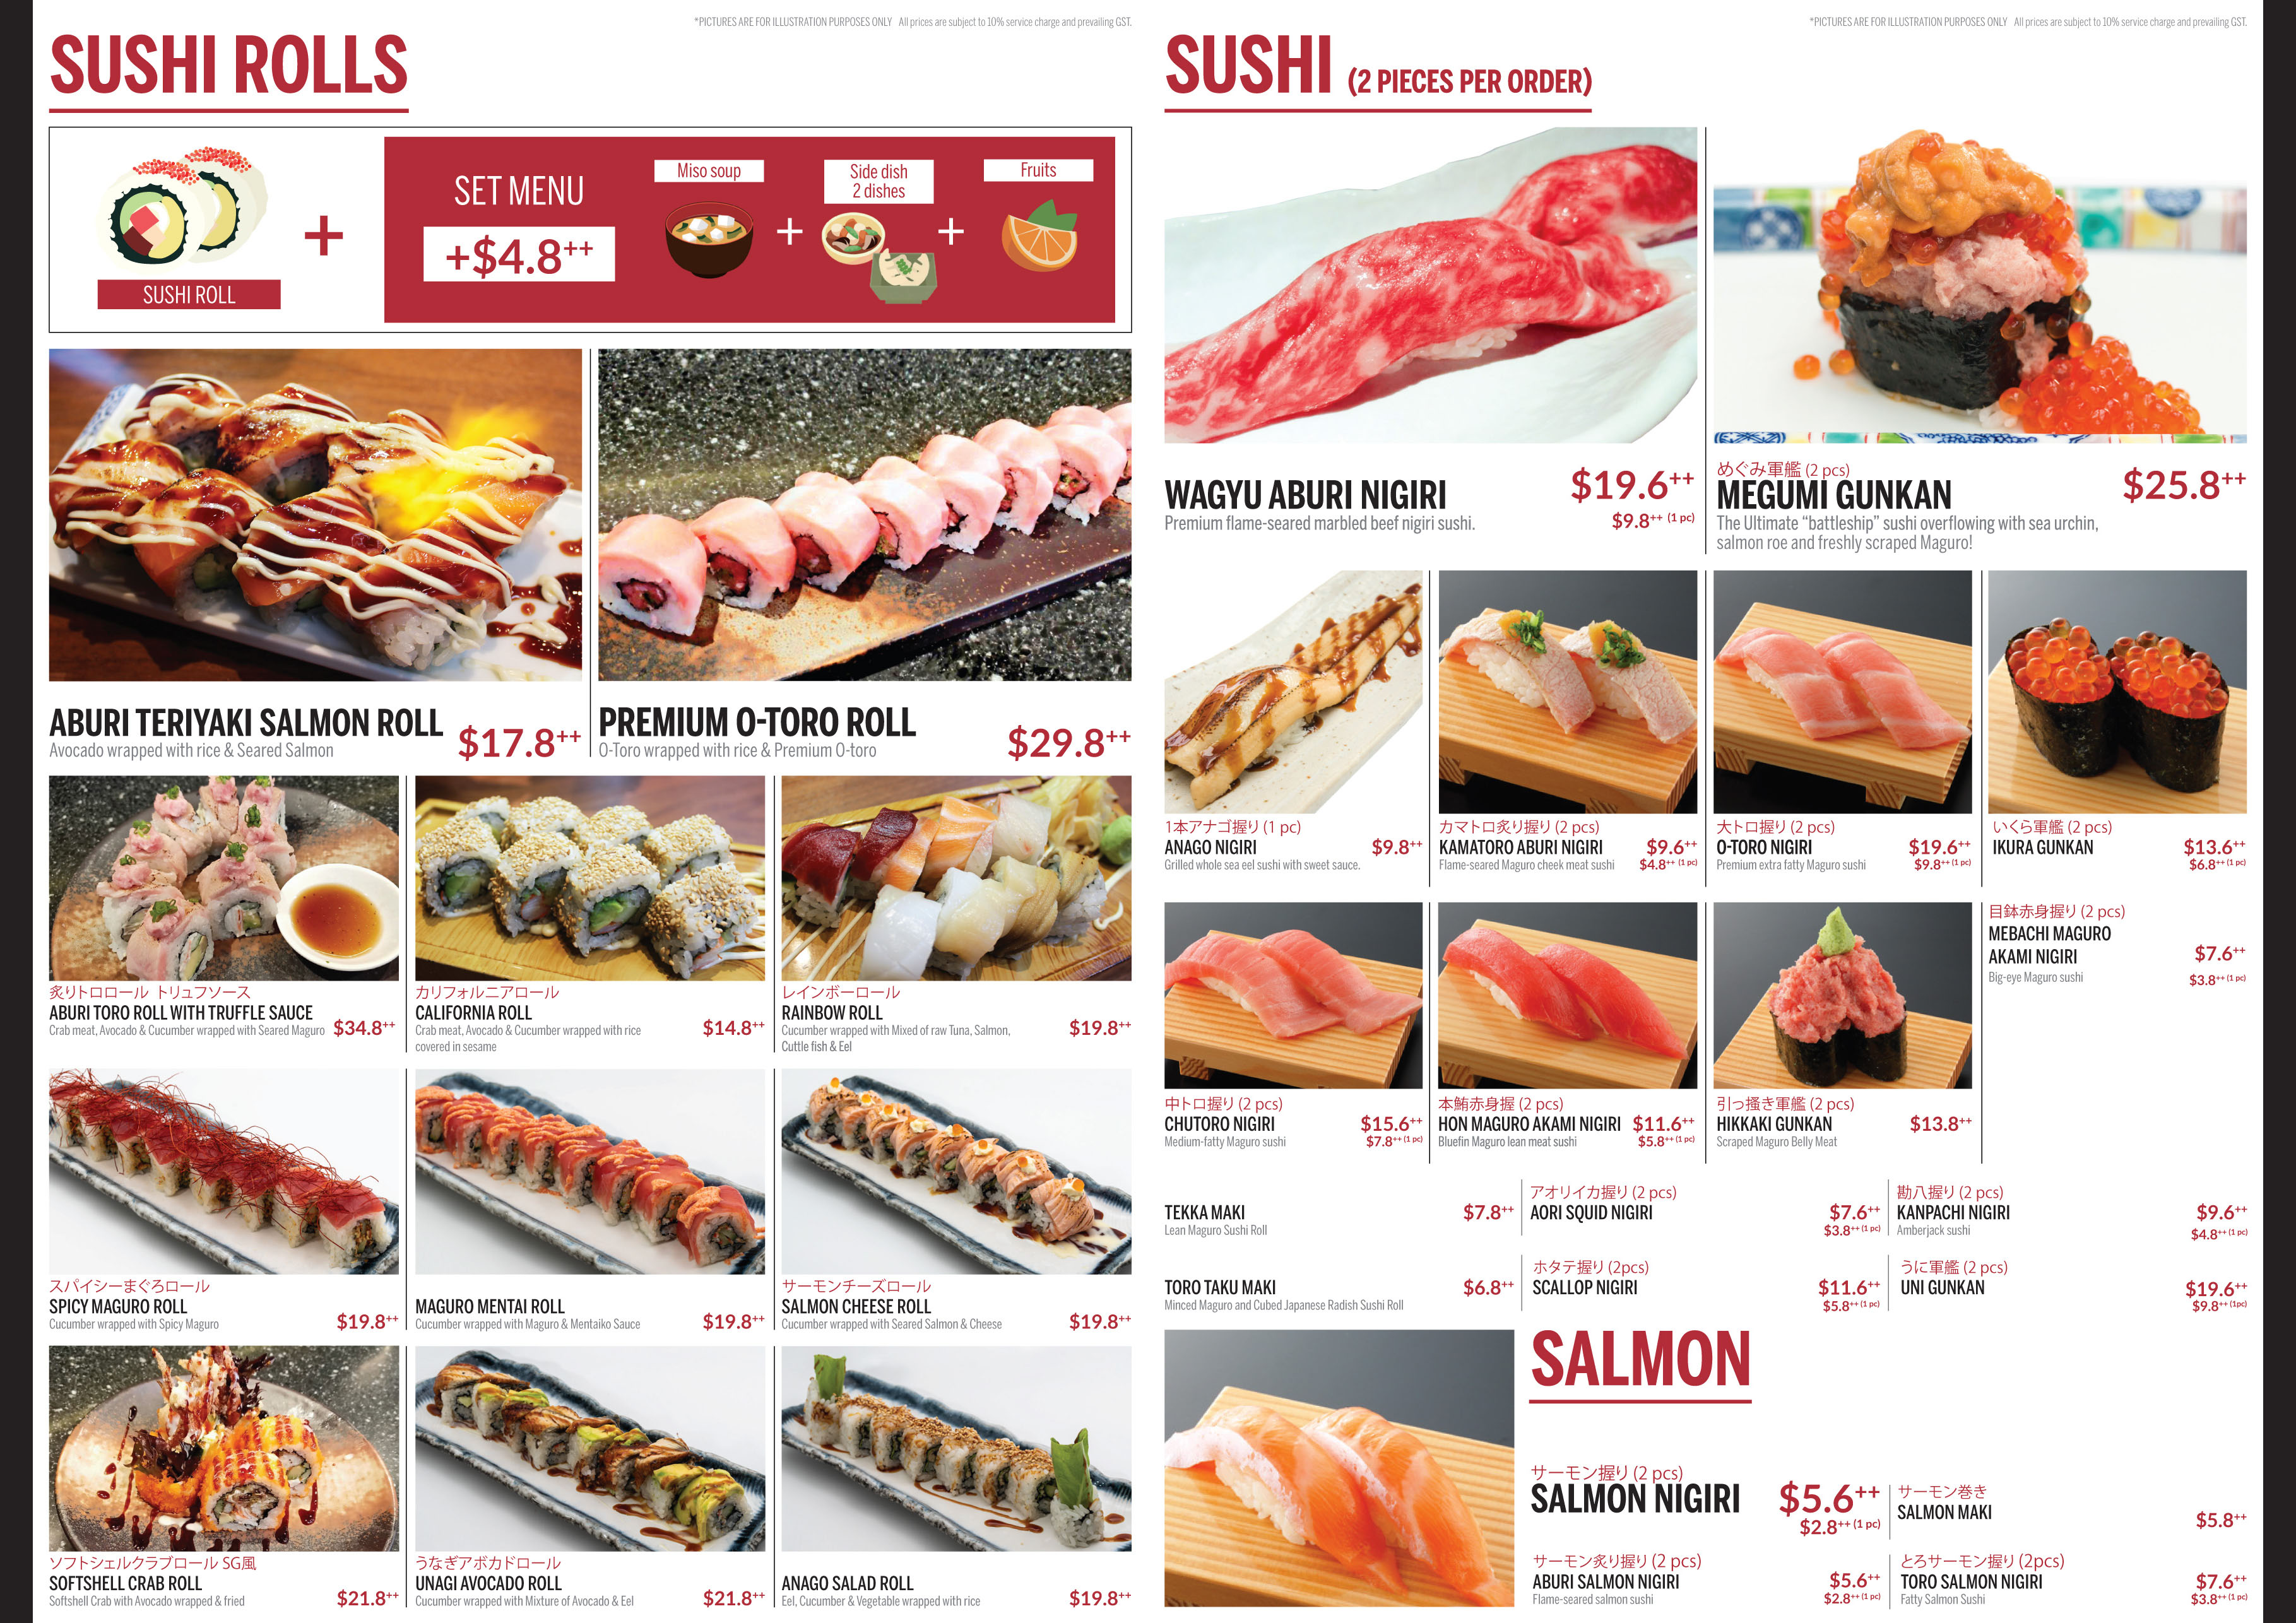 *PICTURES ARE FOR ILLUSTRATION PURPOSES ONLY All prices are subject to 10% service charge and prevailing GST.
SUSHI ROLLS
SUSHI ROLL
+
SET MENU
+$4.8++
Miso soup
+
Side dish
2 dishes
+
Fruits
ABURI TERIYAKI SALMON ROLL
Avocado wrapped with rice & Seared Salmon
$17.8++
PREMIUM O-TORO ROLL
O-Toro wrapped with rice & Premium O-toro
$29.8++
炙りトロロール トリュフソース
ABURI TORO ROLL WITH TRUFFLE SAUCE
Crab meat, Avocado & Cucumber wrapped with Seared Maguro
$34.8++
カリフォルニアロール
CALIFORNIA ROLL
Crab meat, Avocado & Cucumber wrapped with rice
covered in sesame
$14.8++
レインボーロール
RAINBOW ROLL
Cucumber wrapped with Mixed of raw Tuna, Salmon,
Cuttle fish & Eel
$19.8++
スパイシーまぐろロール
SPICY MAGURO ROLL
Cucumber wrapped with Spicy Maguro
$19.8++
MAGURO MENTAI ROLL
Cucumber wrapped with Maguro & Mentaiko Sauce
$19.8++
サーモンチーズロール
SALMON CHEESE ROLL
Cucumber wrapped with Seared Salmon & Cheese
$19.8++
ソフトシェルクラブロール SG風
SOFTSHELL CRAB ROLL
Softshell Crab with Avocado wrapped & fried
$21.8++
うなぎアボカドロール
UNAGI AVOCADO ROLL
Cucumber wrapped with Mixture of Avocado & Eel
$21.8++
ANAGO SALAD ROLL
Eel, Cucumber & Vegetable wrapped with rice
$19.8++
*PICTURES ARE FOR ILLUSTRATION PURPOSES ONLY All prices are subject to 10% service charge and prevailing GST.
SUSHI (2 PIECES PER ORDER)
WAGYU ABURI NIGIRI
Premium flame-seared marbled beef nigiri sushi.
$19.6++
$9.8++ (1 pc)
めぐみ軍艦 (2 pcs)
MEGUMI GUNKAN
The Ultimate “battleship” sushi overflowing with sea urchin,
salmon roe and freshly scraped Maguro!
$25.8++
1本アナゴ握り (1 pc)
ANAGO NIGIRI
Grilled whole sea eel sushi with sweet sauce.
$9.8++
カマトロ炙り握り (2 pcs)
KAMATORO ABURI NIGIRI
Flame-seared Maguro cheek meat sushi
$9.6++
$4.8++ (1 pc)
大トロ握り (2 pcs)
O-TORO NIGIRI
Premium extra fatty Maguro sushi
$19.6++
$9.8++ (1 pc)
いくら軍艦 (2 pcs)
IKURA GUNKAN
$13.6++
$6.8++ (1 pc)
中トロ握り (2 pcs)
CHUTORO NIGIRI
Medium-fatty Maguro sushi
$15.6++
$7.8++ (1 pc)
本鮪赤身握 (2 pcs)
HON MAGURO AKAMI NIGIRI
Bluefin Maguro lean meat sushi
$11.6++
$5.8++ (1 pc)
引っ掻き軍艦 (2 pcs)
HIKKAKI GUNKAN
Scraped Maguro Belly Meat
$13.8++
目鉢赤身握り (2 pcs)
MEBACHI MAGURO
AKAMI NIGIRI
Big-eye Maguro sushi
$7.6++
$3.8++ (1 pc)
TEKKA MAKI
Lean Maguro Sushi Roll
$7.8++
アオリイカ握り (2 pcs)
AORI SQUID NIGIRI
$7.6++
$3.8++ (1 pc)
勘八握り (2 pcs)
KANPACHI NIGIRI
Amberjack sushi
$9.6++
$4.8++ (1 pc)
TORO TAKU MAKI
Minced Maguro and Cubed Japanese Radish Sushi Roll
$6.8++
ホタテ握り (2pcs)
SCALLOP NIGIRI
$11.6++
$5.8++ (1 pc)
うに軍艦 (2 pcs)
UNI GUNKAN
$19.6++
$9.8++ (1pc)
SALMON
サーモン握り (2 pcs)
SALMON NIGIRI
$5.6++
$2.8++ (1 pc)
サーモン巻き
SALMON MAKI
$5.8++
サーモン炙り握り (2 pcs)
ABURI SALMON NIGIRI
Flame-seared salmon sushi
$5.6++
$2.8++ (1 pc)
とろサーモン握り (2pcs)
TORO SALMON NIGIRI
Fatty Salmon Sushi
$7.6++
$3.8++ (1 pc)